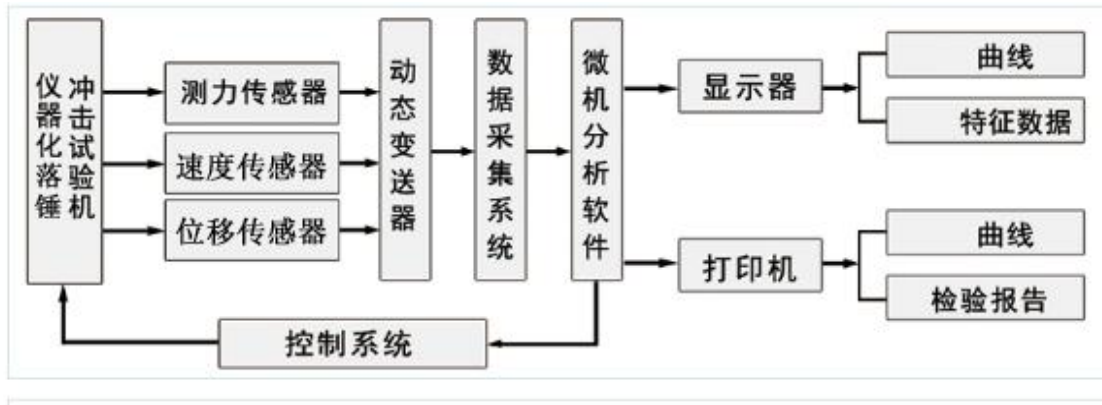 仪器化落锤
冲击试验机
测力传感器
速度传感器
位移传感器
动态变送器
数据采集系统
微机分析软件
显示器
曲线
特征数据
打印机
曲线
检验报告
控制系统